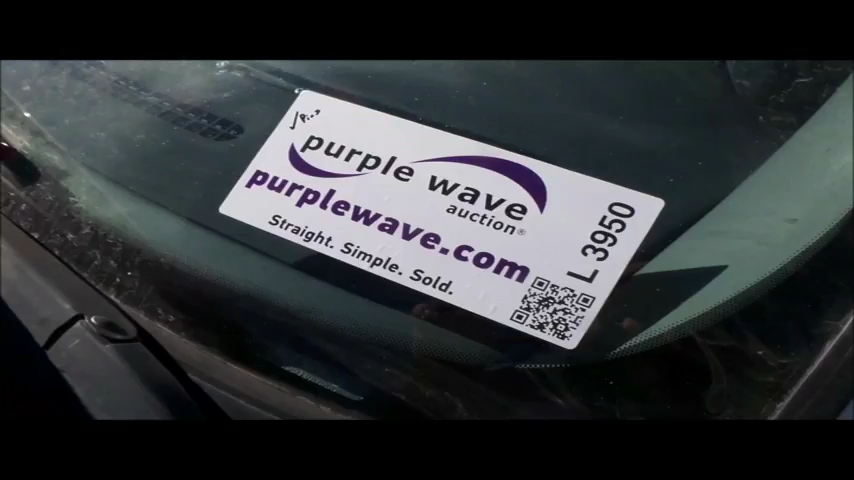 purple wave
auction®
purplewave.com
Straight. Simple. Sold.
L 3950